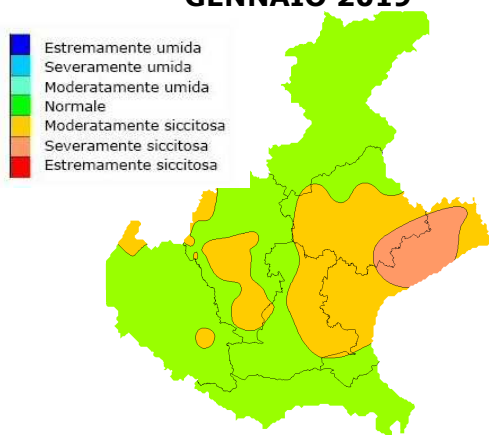 GENNAIO 2019
Estremamente umida
Severamente umida
Moderatamente umida
Normale
Moderatamente siccitosa
Severamente siccitosa
Estremamente siccitosa